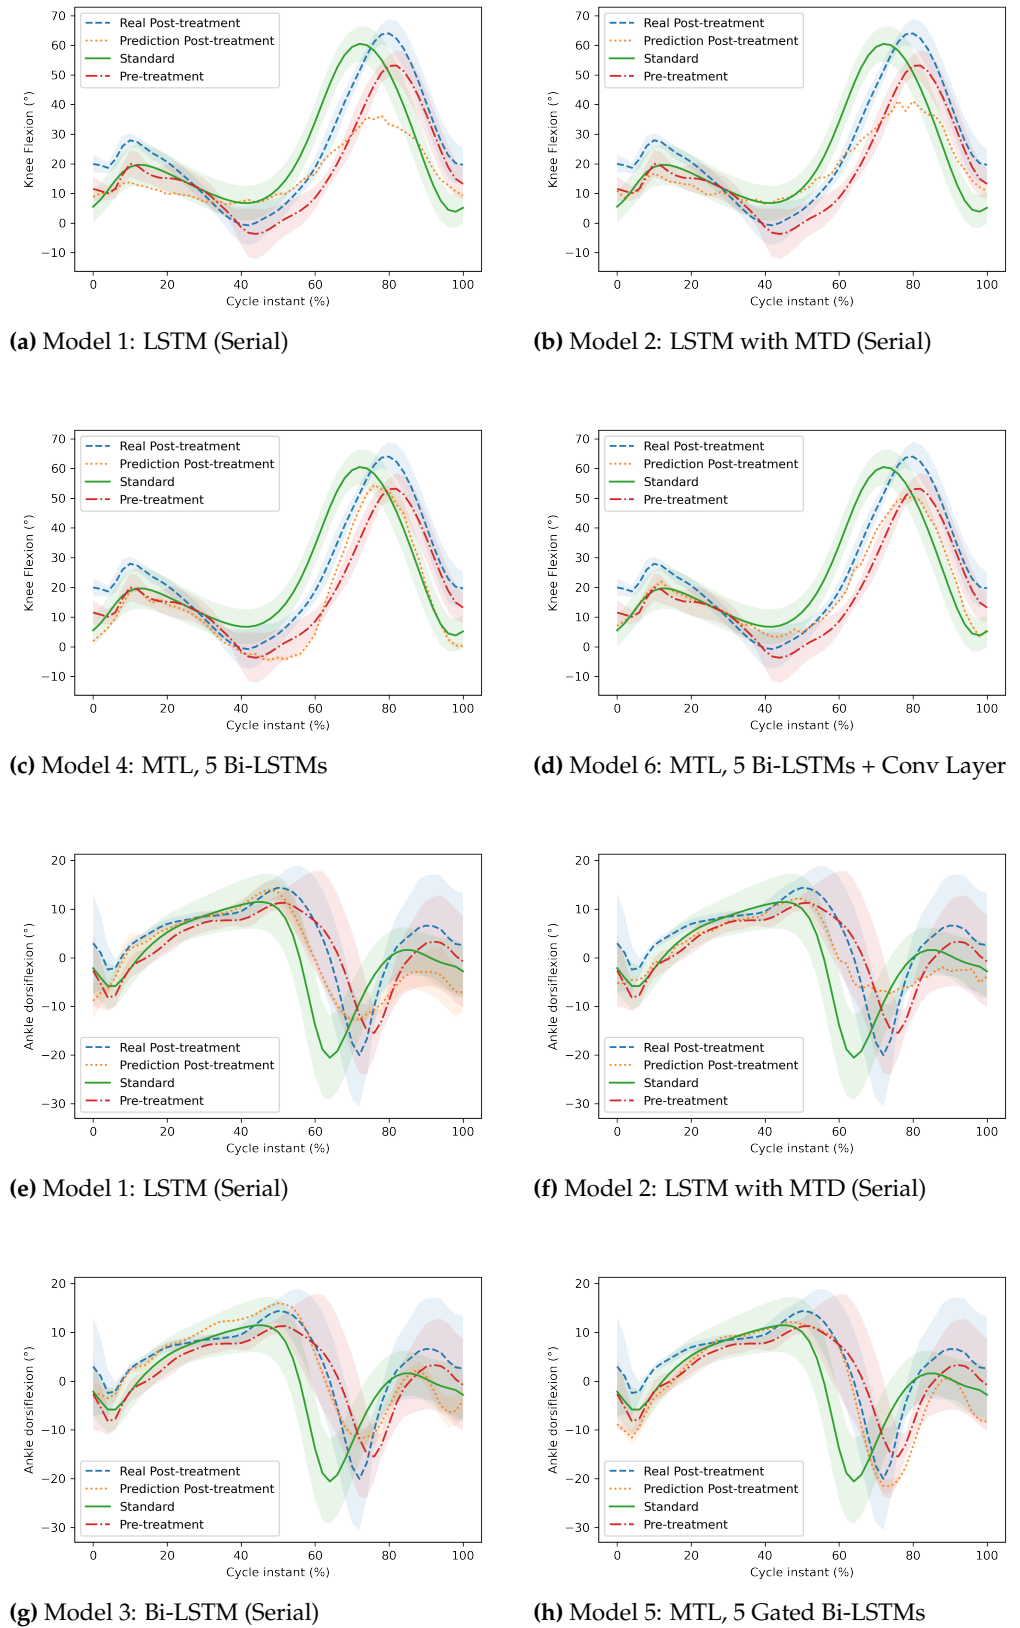 Real Post-treatment
Prediction Post-treatment
Standard
Pre-treatment
Knee Flexion (°)
70
60
50
40
30
20
10
0
−10
0 20 40 60 80 100
Cycle instant (%)
(a) Model 1: LSTM (Serial)
Real Post-treatment
Prediction Post-treatment
Standard
Pre-treatment
Knee Flexion (°)
70
60
50
40
30
20
10
0
−10
0 20 40 60 80 100
Cycle instant (%)
(b) Model 2: LSTM with MTD (Serial)
Real Post-treatment
Prediction Post-treatment
Standard
Pre-treatment
Knee Flexion (°)
70
60
50
40
30
20
10
0
−10
0 20 40 60 80 100
Cycle instant (%)
(c) Model 4: MTL, 5 Bi-LSTMs
Real Post-treatment
Prediction Post-treatment
Standard
Pre-treatment
Knee Flexion (°)
70
60
50
40
30
20
10
0
−10
0 20 40 60 80 100
Cycle instant (%)
(d) Model 6: MTL, 5 Bi-LSTMs + Conv Layer
Ankle dorsiflexion (°)
20
10
0
−10
−20
−30
Real Post-treatment
Prediction Post-treatment
Standard
Pre-treatment
0 20 40 60 80 100
Cycle instant (%)
(e) Model 1: LSTM (Serial)
Ankle dorsiflexion (°)
20
10
0
−10
−20
−30
Real Post-treatment
Prediction Post-treatment
Standard
Pre-treatment
0 20 40 60 80 100
Cycle instant (%)
(f) Model 2: LSTM with MTD (Serial)
Ankle dorsiflexion (°)
20
10
0
−10
−20
−30
Real Post-treatment
Prediction Post-treatment
Standard
Pre-treatment
0 20 40 60 80 100
Cycle instant (%)
(g) Model 3: Bi-LSTM (Serial)
Ankle dorsiflexion (°)
20
10
0
−10
−20
−30
Real Post-treatment
Prediction Post-treatment
Standard
Pre-treatment
0 20 40 60 80 100
Cycle instant (%)
(h) Model 5: MTL, 5 Gated Bi-LSTMs